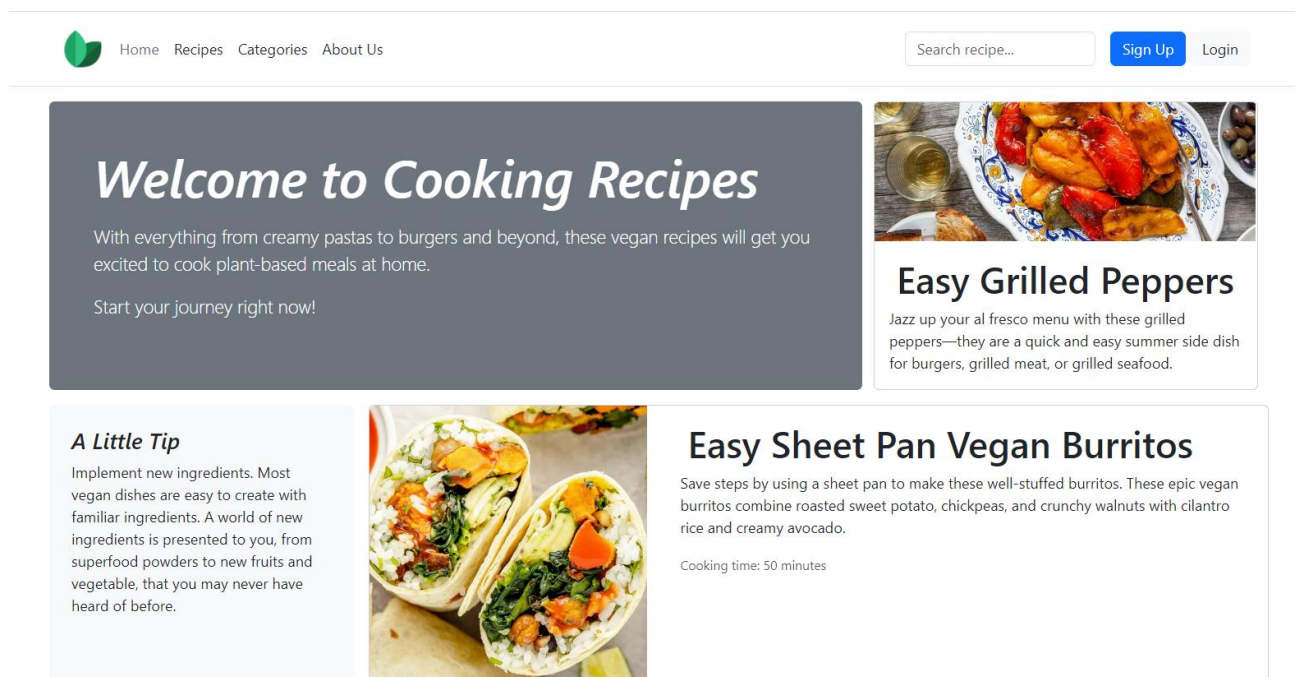 Home Recipes Categories About Us
Search recipe...
Sign Up
Login
Welcome to Cooking Recipes
With everything from creamy pastas to burgers and beyond, these vegan recipes will get you
excited to cook plant-based meals at home.
Start your journey right now!
Easy Grilled Peppers
Jazz up your al fresco menu with these grilled
peppers—they are a quick and easy summer side dish
for burgers, grilled meat, or grilled seafood.
A Little Tip
Implement new ingredients. Most
vegan dishes are easy to create with
familiar ingredients. A world of new
ingredients is presented to you, from
superfood powders to new fruits and
vegetable, that you may never have
heard of before.
Easy Sheet Pan Vegan Burritos
Save steps by using a sheet pan to make these well-stuffed burritos. These epic vegan
burritos combine roasted sweet potato, chickpeas, and crunchy walnuts with cilantro
rice and creamy avocado.
Cooking time: 50 minutes